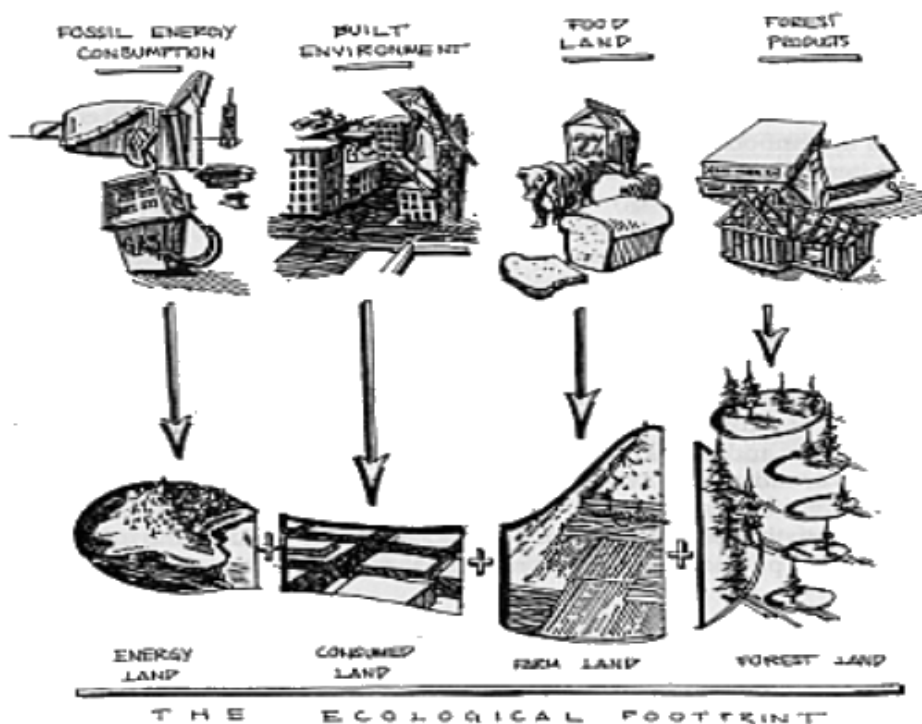 FOSSIL ENERGY
CONSUMPTION
BUILT
ENVIRONMENT
FOOD
LAND
FOREST
PRODUCTS
GAS
+
+
+
ENERGY
LAND
CONSUMED
LAND
FARM LAND
FOREST LAND
THE ECOLOGICAL FOOTPRINT